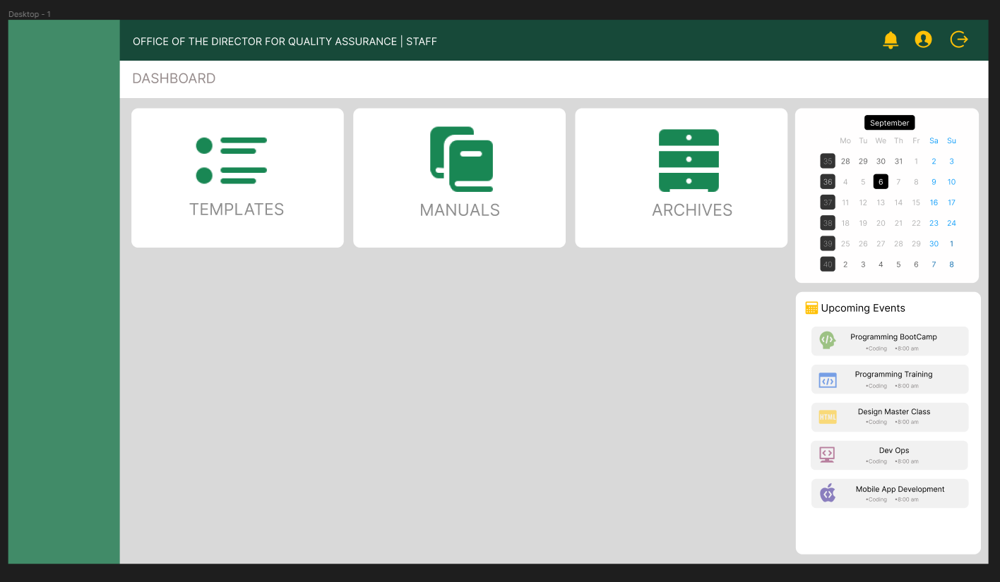 Desktop - 1
OFFICE OF THE DIRECTOR FOR QUALITY ASSURANCE | STAFF
DASHBOARD
TEMPLATES
MANUALS
ARCHIVES
September
Mo Tu We Th Fr Sa Su
35 28 29 30 31 1 2 3
36 4 5 6 7 8 9 10
37 11 12 13 14 15 16 17
38 18 19 20 21 22 23 24
39 25 26 27 28 29 30 1
40 2 3 4 5 6 7 8
Upcoming Events
Programming BootCamp
•Coding •8:00 am
Programming Training
•Coding •8:00 am
HTML
Design Master Class
•Coding •8:00 am
Dev Ops
•Coding •8:00 am
Mobile App Development
•Coding •8:00 am